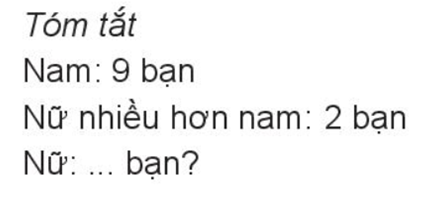 Tóm tắt
Nam: 9 bạn
Nữ nhiều hơn nam: 2 bạn
Nữ: ... bạn?